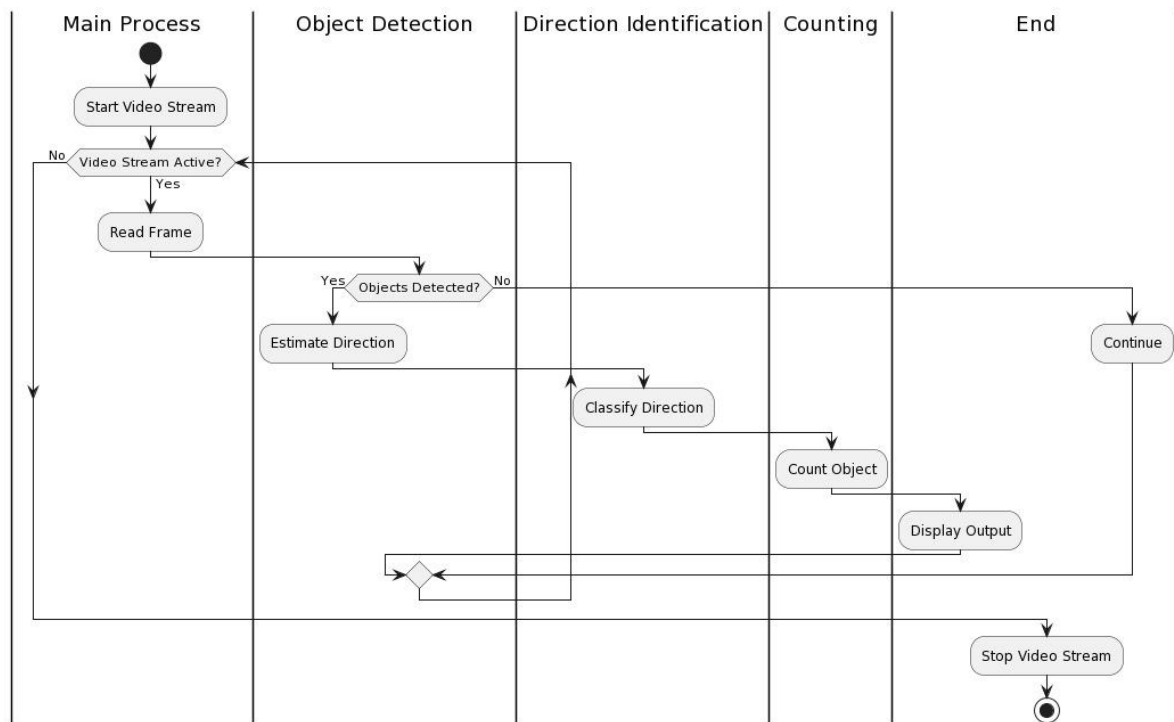 Main Process
Object Detection
Direction Identification
Counting
End
Start Video Stream
No
Video Stream Active?
Yes
Read Frame
Yes
Objects Detected?
No
Estimate Direction
Continue
Classify Direction
Count Object
Display Output
Stop Video Stream